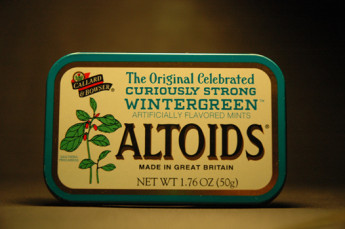 CALLARD
& BOWSER
The Original Celebrated
CURIOUSLY STRONG
WINTERGREEN™
ARTIFICIALLY FLAVORED MINTS
ALTOIDS®
MADE IN GREAT BRITAIN
NET WT 1.76 OZ (50g)